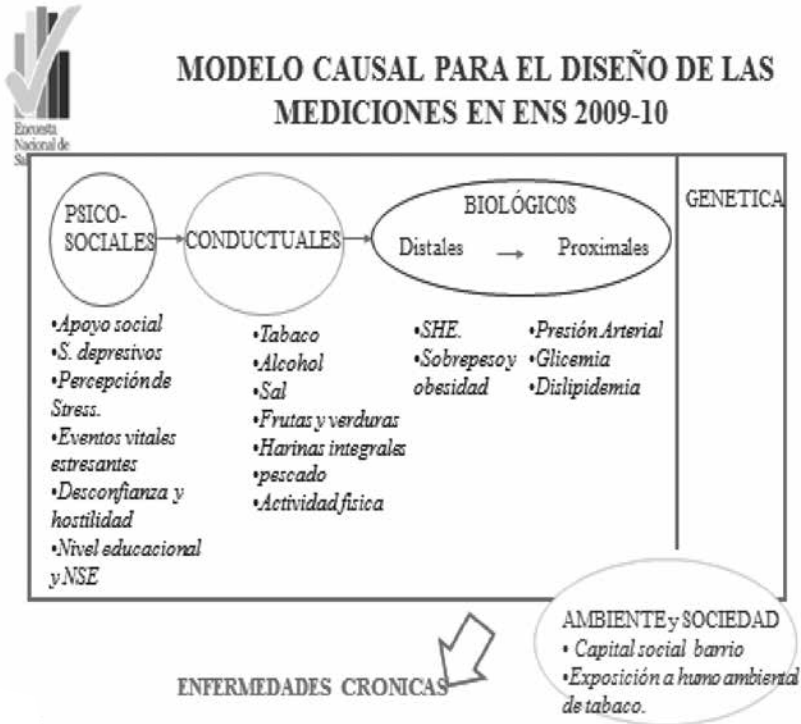 MODELO CAUSAL PARA EL DISEÑO DE LAS
MEDICIONES EN ENS 2009-10
Encuesta
Nacional de
PSICO-
SOCIALES
CONDUCTUALES
BIOLÓGICOS
Distales
Proximales
GENETICA
•Apoyo social
•S. depresivos
•Percepción de
Stress.
•Eventos vitales
estresantes
•Desconfianza y
hostilidad
•Nivel educacional
y NSE
•Tabaco
•Alcohol
•Sal
•Frutas y verduras
•Harinas integrales
•pescado
•Actividad fisica
•SHE.
•Sobrepeso y
obesidad
•Presión Arterial
•Glicemia
•Dislipidemia
AMBIENTE y SOCIEDAD
• Capital social barrio
•Exposición a humo ambiental
de tabaco.
ENFERMEDADES CRONICAS